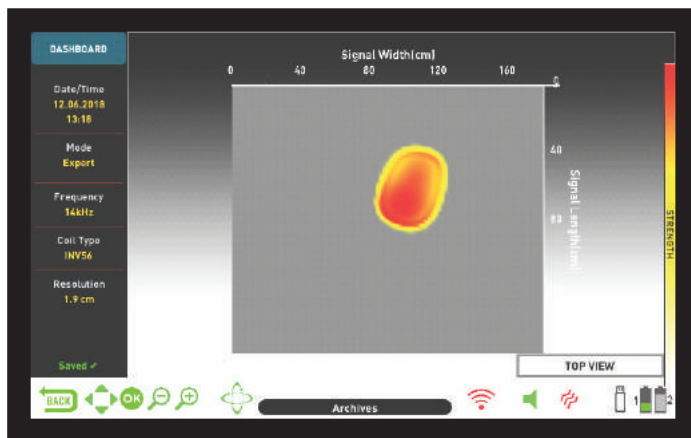 DASHBOARD
Date/Time
12.06.2018
13:18
Mode
Expert
Frequency
14kHz
Coil Type
INV56
Resolution
1.9 cm
Saved ✓
Signal Width[cm]
0 40 80 120 160
0
40
80
Signal Length[cm]
STRENGTH
TOP VIEW
BACK
OK
Archives
1
2